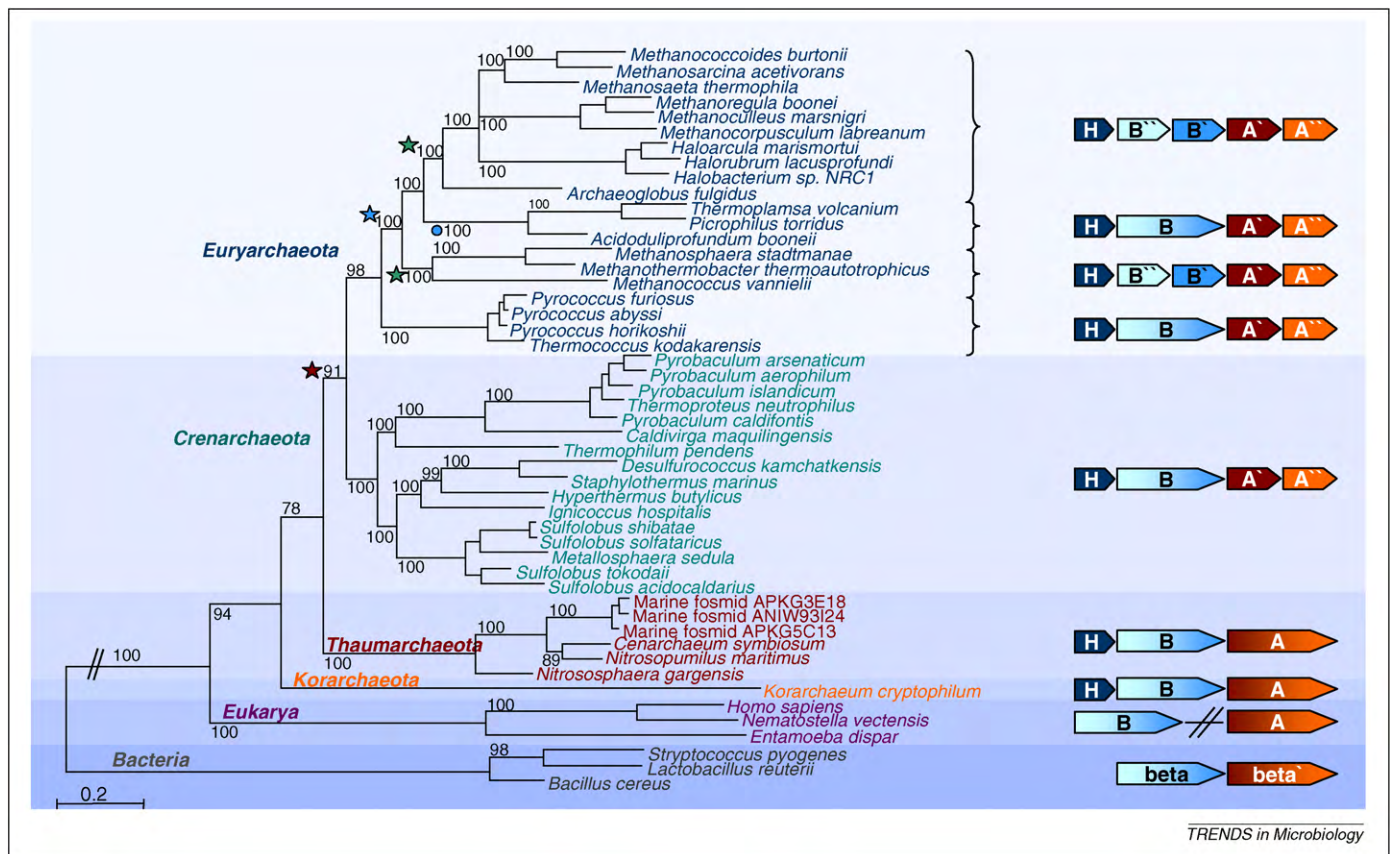 100
100
Methanococcoides burtonii
Methanosarcina acetivorans
Methanosaeta thermophila
Methanoregula boonei
100
100
Methanoculleus marsnigri
Methanocorpusculum labreanum
H B`` B` A` A``
Haloarcula marismortui
100
100
Halorubrum lacusprofundi
Halobacterium sp. NRC1
100
Archaeoglobus fulgidus
100
Thermoplamsa volcanium
100
Picrophilus torridus
H B A` A``
100
Acidoduliprofundum booneii
Euryarchaeota
100
Methanosphaera stadtmanae
98
100
Methanothermobacter thermoautotrophicus
H B`` B` A` A``
Methanococcus vannielii
Pyrococcus furiosus
Pyrococcus abyssi
100
Pyrococcus horikoshii
H B A` A``
Thermococcus kodakarensis
Pyrobaculum arsenaticum
91
Pyrobaculum aerophilum
Pyrobaculum islandicum
100
100
Thermoproteus neutrophilus
100
Pyrobaculum caldifontis
Crenarchaeota
Caldivirga maquilingensis
Thermophilum pendens
100
Desulfurococcus kamchatkensis
99
100
Staphylothermus marinus
H B A` A``
100
Hyperthermus butylicus
78
Ignicoccus hospitalis
100
Sulfolobus shibatae
Sulfolobus solfataricus
100
Metallosphaera sedula
Sulfolobus tokodaii
Sulfolobus acidocaldarius
94
100
Marine fosmid APKG3E18
Marine fosmid ANIW93I24
100
Marine fosmid APKG5C13
Thaumarchaeota
Cenarchaeum symbiosum
H B A
100
89
Nitrosopumilus maritimus
100
Nitrososphaera gargensis
Korarchaeota
Korarchaeum cryptophilum
H B A
Eukarya
100
Homo sapiens
Nematostella vectensis
B A
100
Entamoeba dispar
98
Stryptococcus pyogenes
Bacteria
Lactobacillus reuterii
beta beta`
Bacillus cereus
0.2
TRENDS in Microbiology